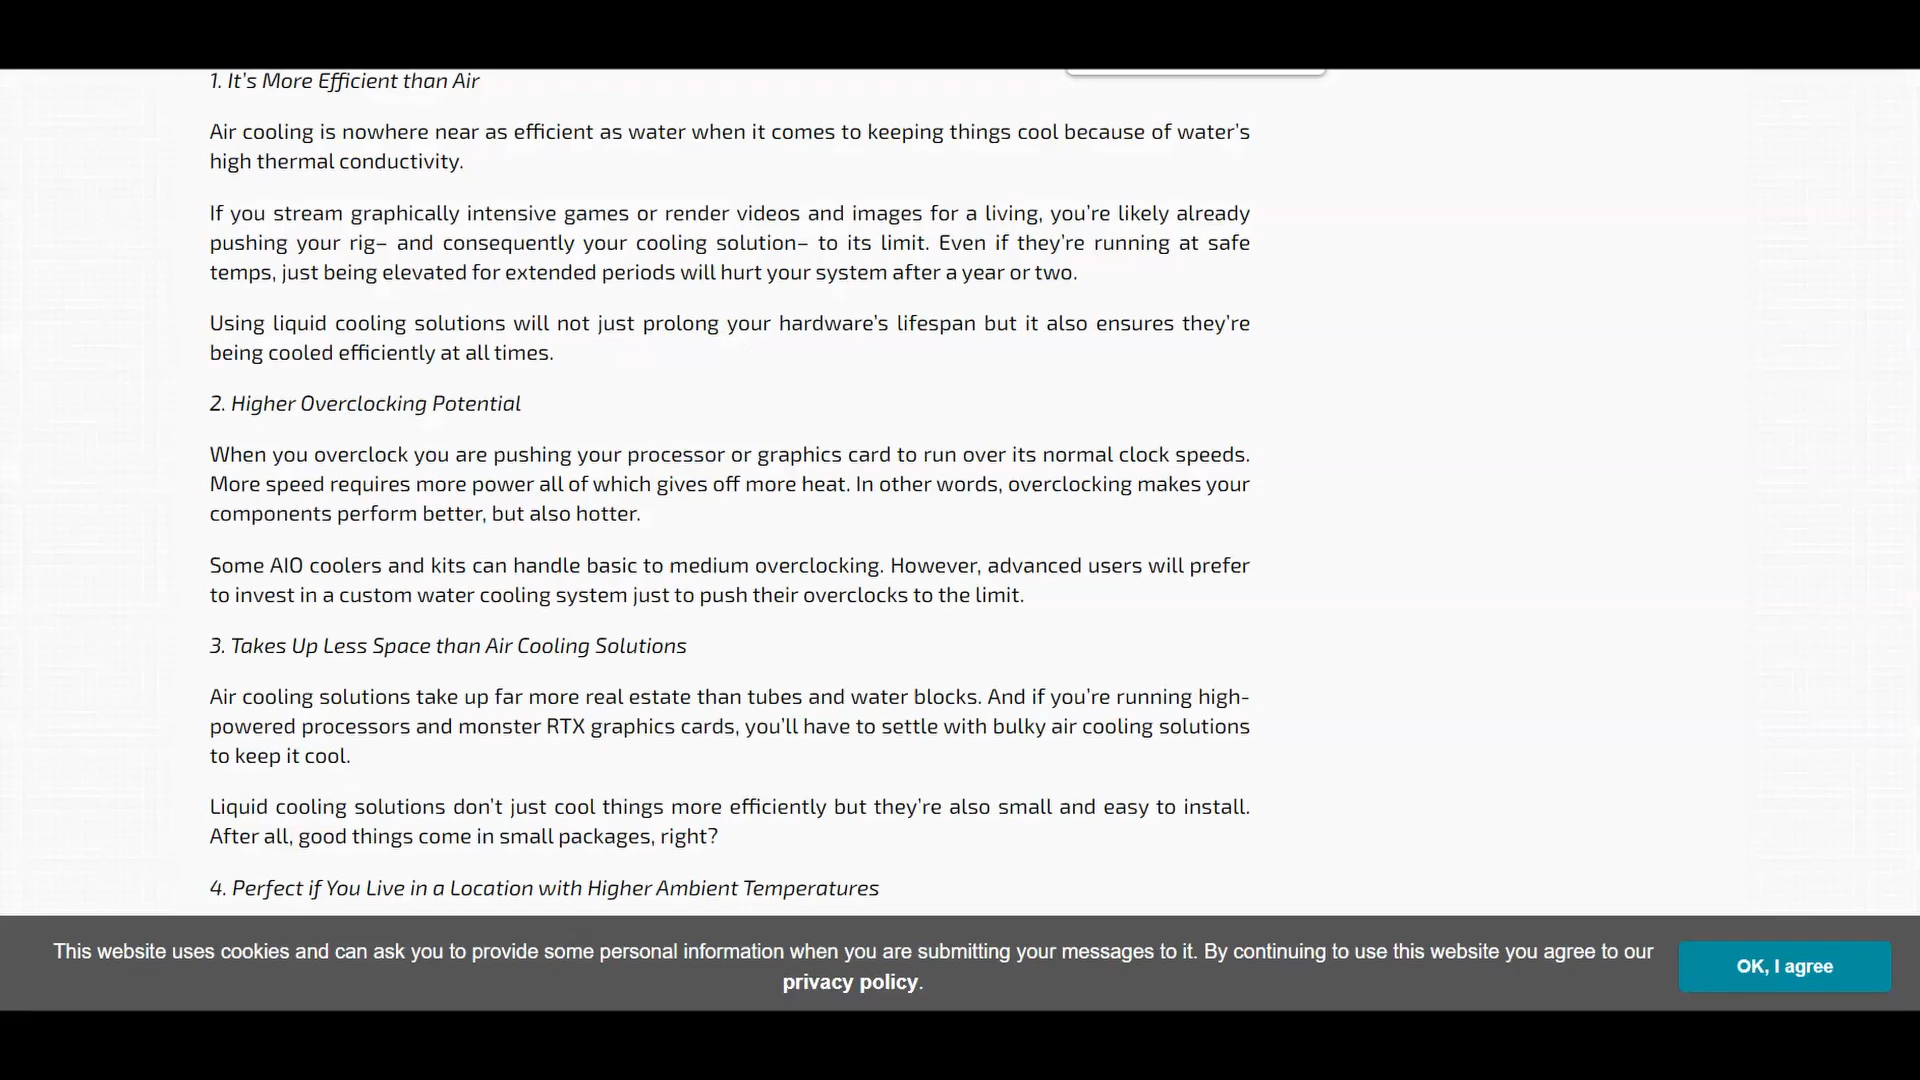 1. It's More Efficient than Air
Air cooling is nowhere near as efficient as water when it comes to keeping things cool because of water's
high thermal conductivity.
If you stream graphically intensive games or render videos and images for a living, you're likely already
pushing your rig– and consequently your cooling solution– to its limit. Even if they're running at safe
temps, just being elevated for extended periods will hurt your system after a year or two.
Using liquid cooling solutions will not just prolong your hardware's lifespan but it also ensures they're
being cooled efficiently at all times.
2. Higher Overclocking Potential
When you overclock you are pushing your processor or graphics card to run over its normal clock speeds.
More speed requires more power all of which gives off more heat. In other words, overclocking makes your
components perform better, but also hotter.
Some AIO coolers and kits can handle basic to medium overclocking. However, advanced users will prefer
to invest in a custom water cooling system just to push their overclocks to the limit.
3. Takes Up Less Space than Air Cooling Solutions
Air cooling solutions take up far more real estate than tubes and water blocks. And if you're running high-
powered processors and monster RTX graphics cards, you'll have to settle with bulky air cooling solutions
to keep it cool.
Liquid cooling solutions don't just cool things more efficiently but they're also small and easy to install.
After all, good things come in small packages, right?
4. Perfect if You Live in a Location with Higher Ambient Temperatures
This website uses cookies and can ask you to provide some personal information when you are submitting your messages to it. By continuing to use this website you agree to our
privacy policy.
OK, I agree